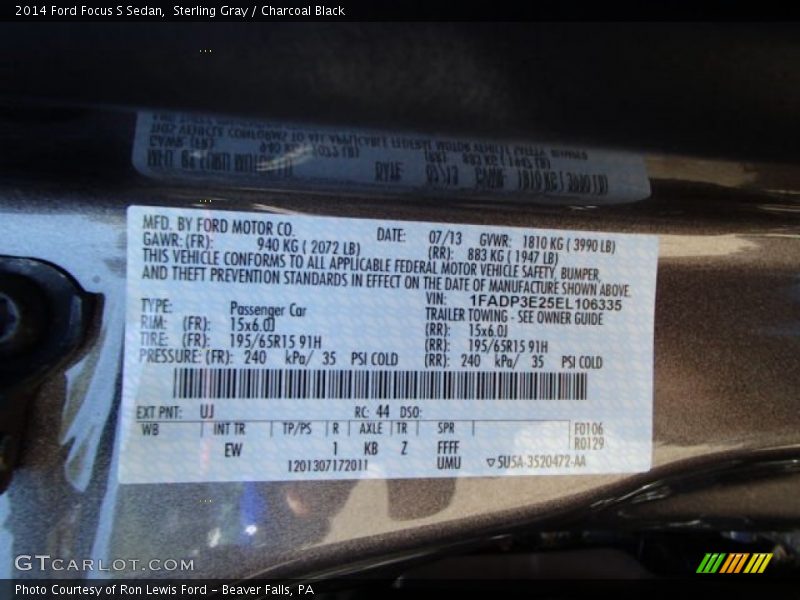 2014 Ford Focus S Sedan, Sterling Gray / Charcoal Black
MFD. BY FORD MOTOR CO. DATE: 07/13 GVWR: 1810 KG ( 3990 LB)
GAWR: (FR): 940 KG ( 2072 LB) (RR): 883 KG ( 1947 LB)
THIS VEHICLE CONFORMS TO ALL APPLICABLE FEDERAL MOTOR VEHICLE SAFETY, BUMPER,
AND THEFT PREVENTION STANDARDS IN EFFECT ON THE DATE OF MANUFACTURE SHOWN ABOVE.
VIN: 1FADP3E25EL106335
TYPE: Passenger Car TRAILER TOWING - SEE OWNER GUIDE
RIM: (FR): 15x6.0J (RR): 15x6.0J
TIRE: (FR): 195/65R15 91H (RR): 195/65R15 91H
PRESSURE: (FR): 240 kPa/ 35 PSI COLD (RR): 240 kPa/ 35 PSI COLD
EXT PNT: UJ RC: 44 DSO:
WB INT TR TP/PS R AXLE TR SPR F0106
R0129
EW 1 KB Z FFFF
1201307172011 UMU ▽5U5A-3520472-AA
GTCARLOT.COM
Photo Courtesy of Ron Lewis Ford - Beaver Falls, PA